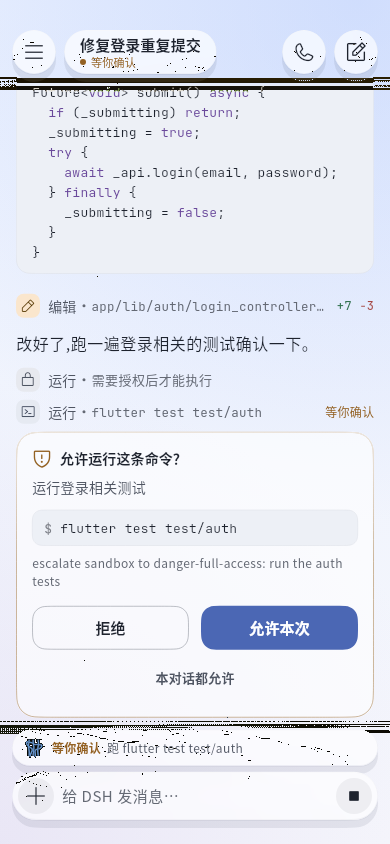 修复登录重复提交
等你确认
Future<void> submit() async {
if (_submitting) return;
_submitting = true;
try {
await _api.login(email, password);
} finally {
_submitting = false;
}
}
编辑 • app/lib/auth/login_controller… +7 -3
改好了,跑一遍登录相关的测试确认一下。
运行 • 需要授权后才能执行
运行 • flutter test test/auth 等你确认
允许运行这条命令?
运行登录相关测试
$ flutter test test/auth
escalate sandbox to danger-full-access: run the auth
tests
拒绝 允许本次
本对话都允许
等你确认 · 跑 flutter test test/auth
给 DSH 发消息…